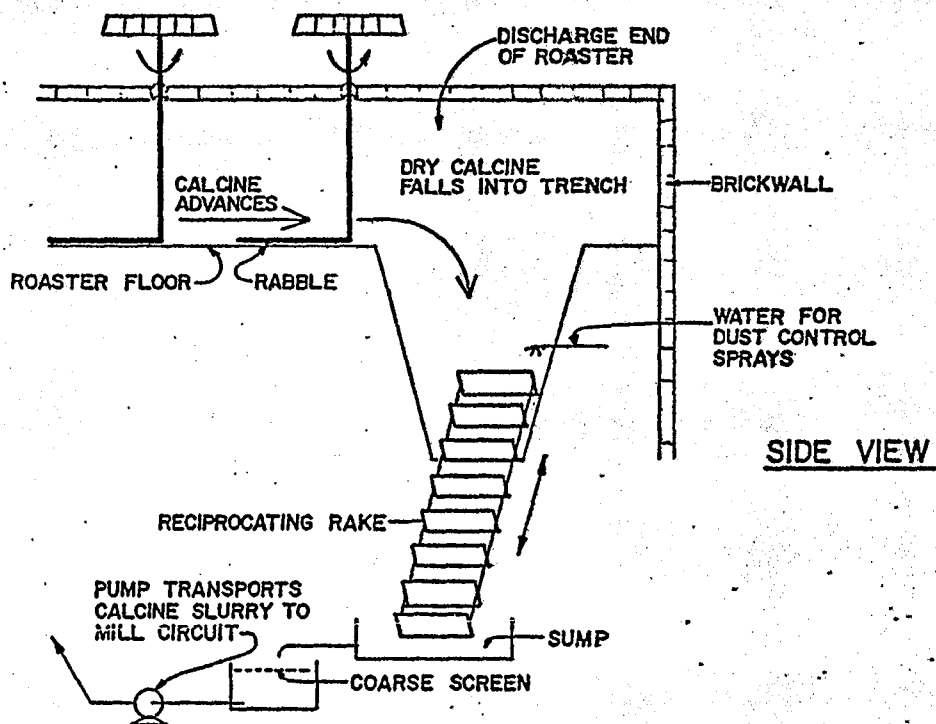 DISCHARGE END
OF ROASTER
DRY CALCINE
FALLS INTO TRENCH
CALCINE
ADVANCES
BRICKWALL
ROASTER FLOOR
RABBLE
WATER FOR
DUST CONTROL
SPRAYS
SIDE VIEW
RECIPROCATING RAKE
PUMP TRANSPORTS
CALCINE SLURRY TO
MILL CIRCUIT
SUMP
COARSE SCREEN